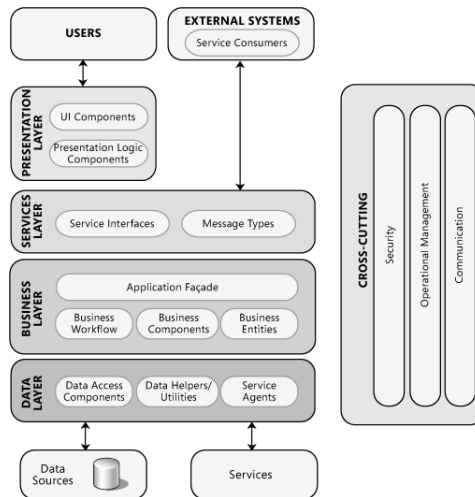 USERS
EXTERNAL SYSTEMS
Service Consumers
PRESENTATION
LAYER
UI Components
Presentation Logic
Components
SERVICES
LAYER
Service Interfaces
Message Types
BUSINESS
LAYER
Application Façade
Business
Workflow
Business
Components
Business
Entities
DATA
LAYER
Data Access
Components
Data Helpers/
Utilities
Service
Agents
Data
Sources
Services
CROSS-CUTTING
Security
Operational Management
Communication